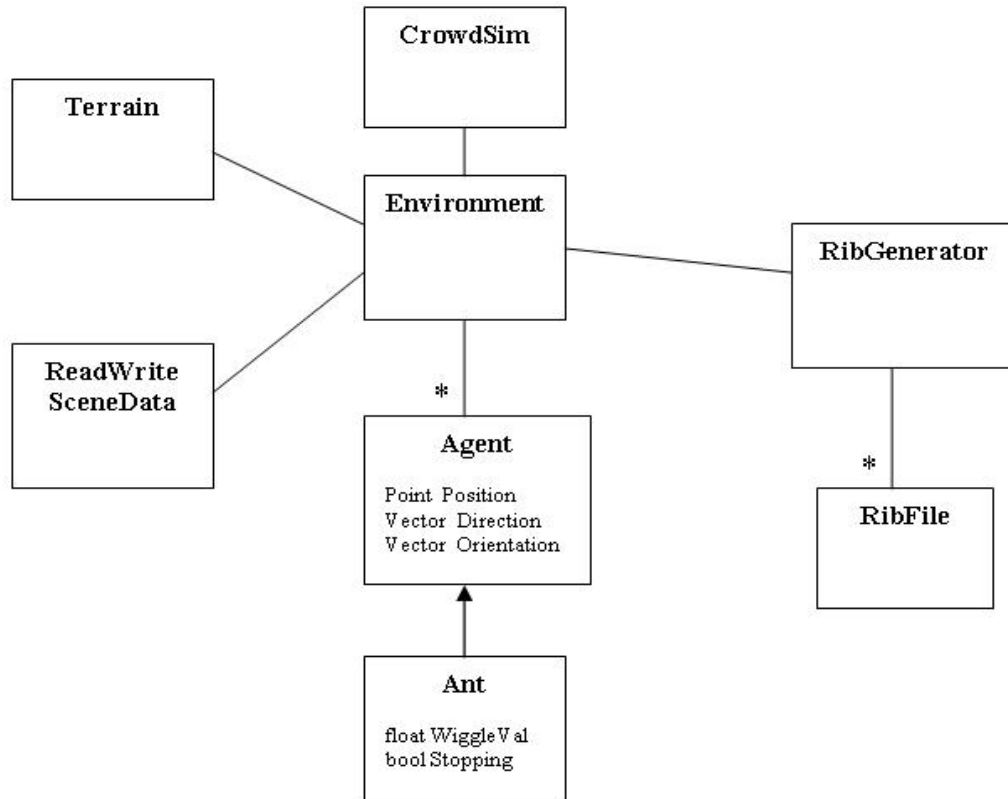 CrowdSim
Terrain
Environment
RibGenerator
ReadWrite
SceneData
*
Agent
Point Position
Vector Direction
Vector Orientation
*
RibFile
Ant
float WiggleVal
bool Stopping